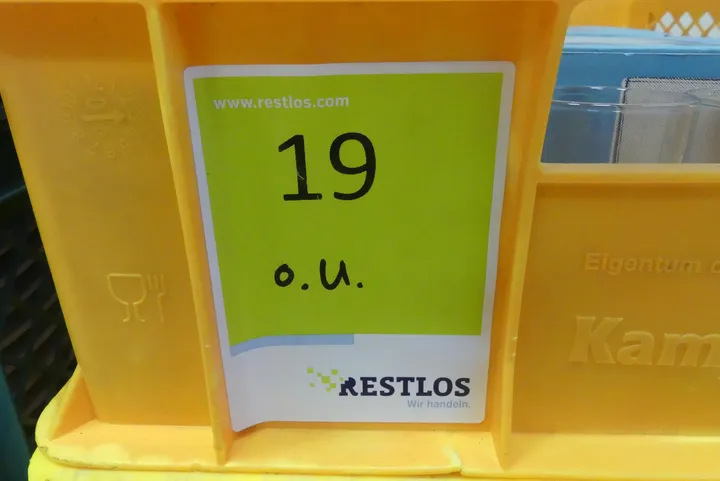 www.restlos.com
19
o.u.
RESTLOS
Wir handeln.
Eigentum
Kam